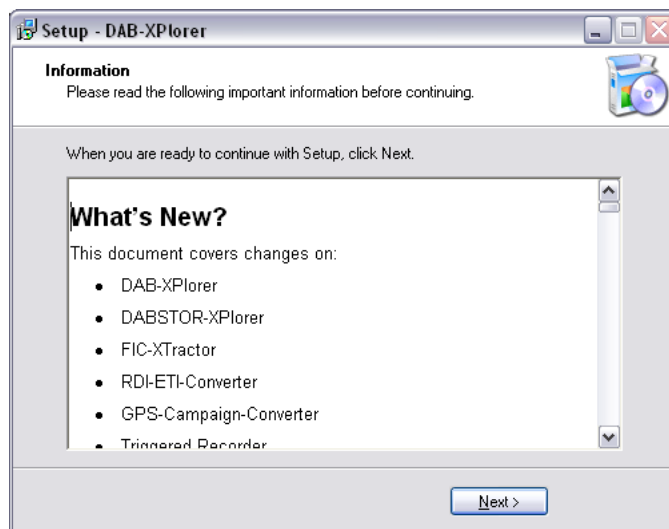 Setup - DAB-XPlorer
Information
Please read the following important information before continuing.
When you are ready to continue with Setup, click Next.
What's New?
This document covers changes on:
• DAB-XPlorer
• DABSTOR-XPlorer
• FIC-XTractor
• RDI-ETI-Converter
• GPS-Campaign-Converter
• Triggered Recorder
Next >